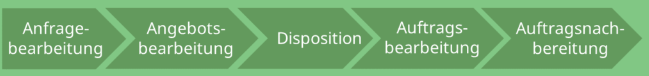 Anfrage-
bearbeitung
Angebots-
bearbeitung
Disposition
Auftrags-
bearbeitung
Auftragsnach-
bereitung